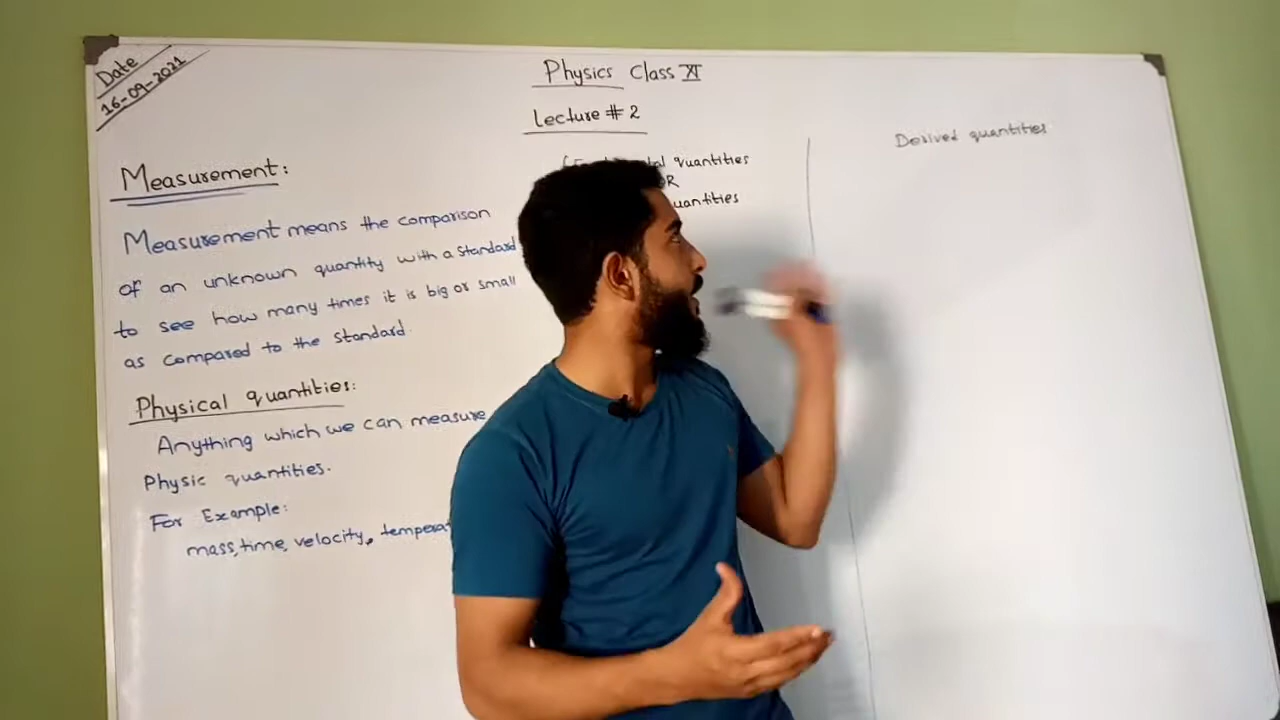 Date
16-09-2021
Physics Class XI
Lecture # 2
Measurement:
Measurement means the comparison
of an unknown quantity with a standard
to see how many times it is big or small
as compared to the standard.
Physical quantities:
Anything which we can measure
Physic quantities.
For Example:
mass, time, velocity,
quantities
OR
Derived quantities